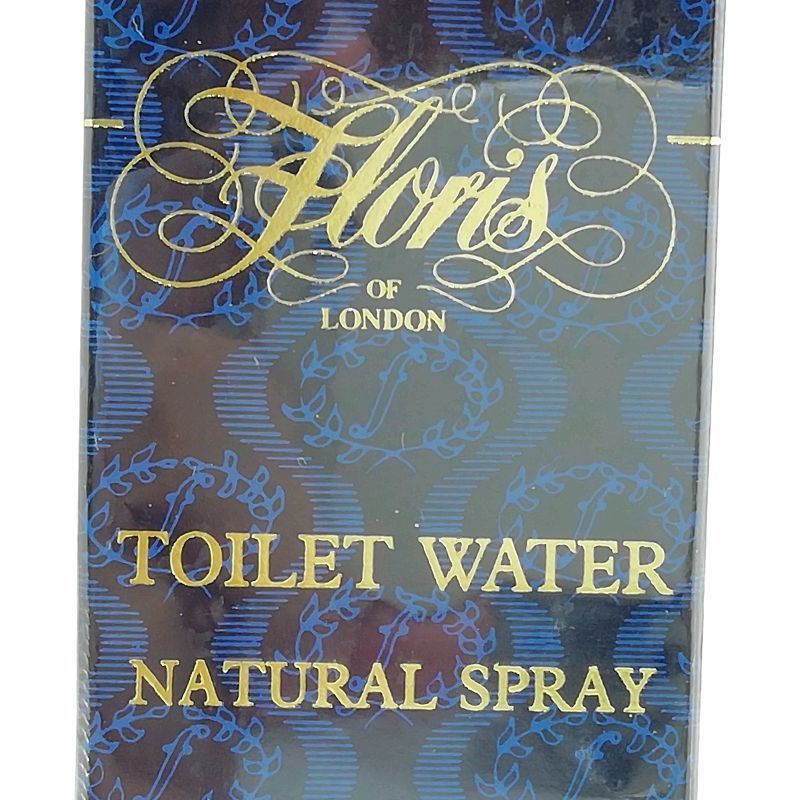 Floris
OF
LONDON
TOILET WATER
NATURAL SPRAY